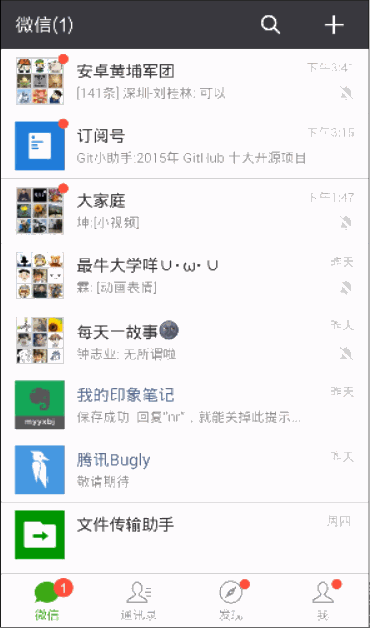 微信(1)
安卓黄埔军团 下午3:41
[141条] 深圳-刘桂林: 可以
订阅号 下午3:15
Git小助手:2015年 GitHub 十大开源项目
大家庭 下午1:47
坤:[小视频]
最牛大学咩∪･ω･∪ 昨天
霖: [动画表情]
每天一故事🌚 昨天
钟志业: 无所谓啦
myyxbj
我的印象笔记 昨天
保存成功 回复“nr”，就能关掉此提示...
腾讯Bugly 昨天
敬请期待
文件传输助手 周四
1
微信 通讯录 发现 我